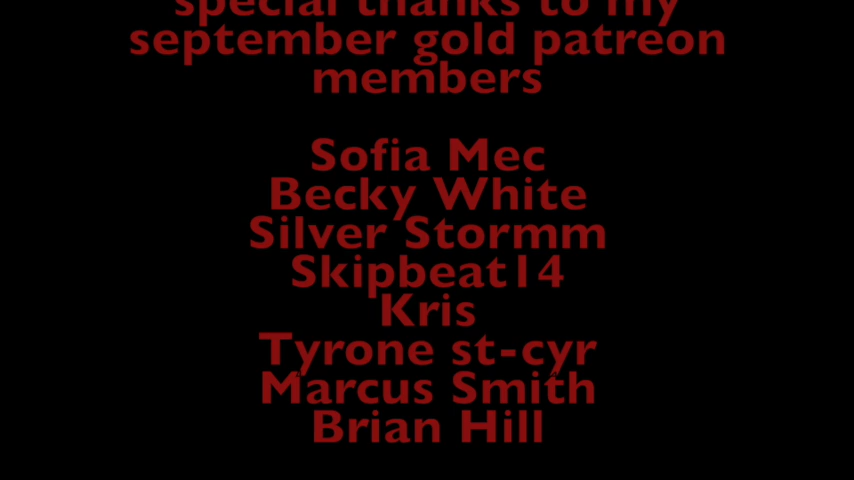 special thanks to my
september gold patreon
members
Sofia Mec
Becky White
Silver Stormm
Skipbeat14
Kris
Tyrone st-cyr
Marcus Smith
Brian Hill